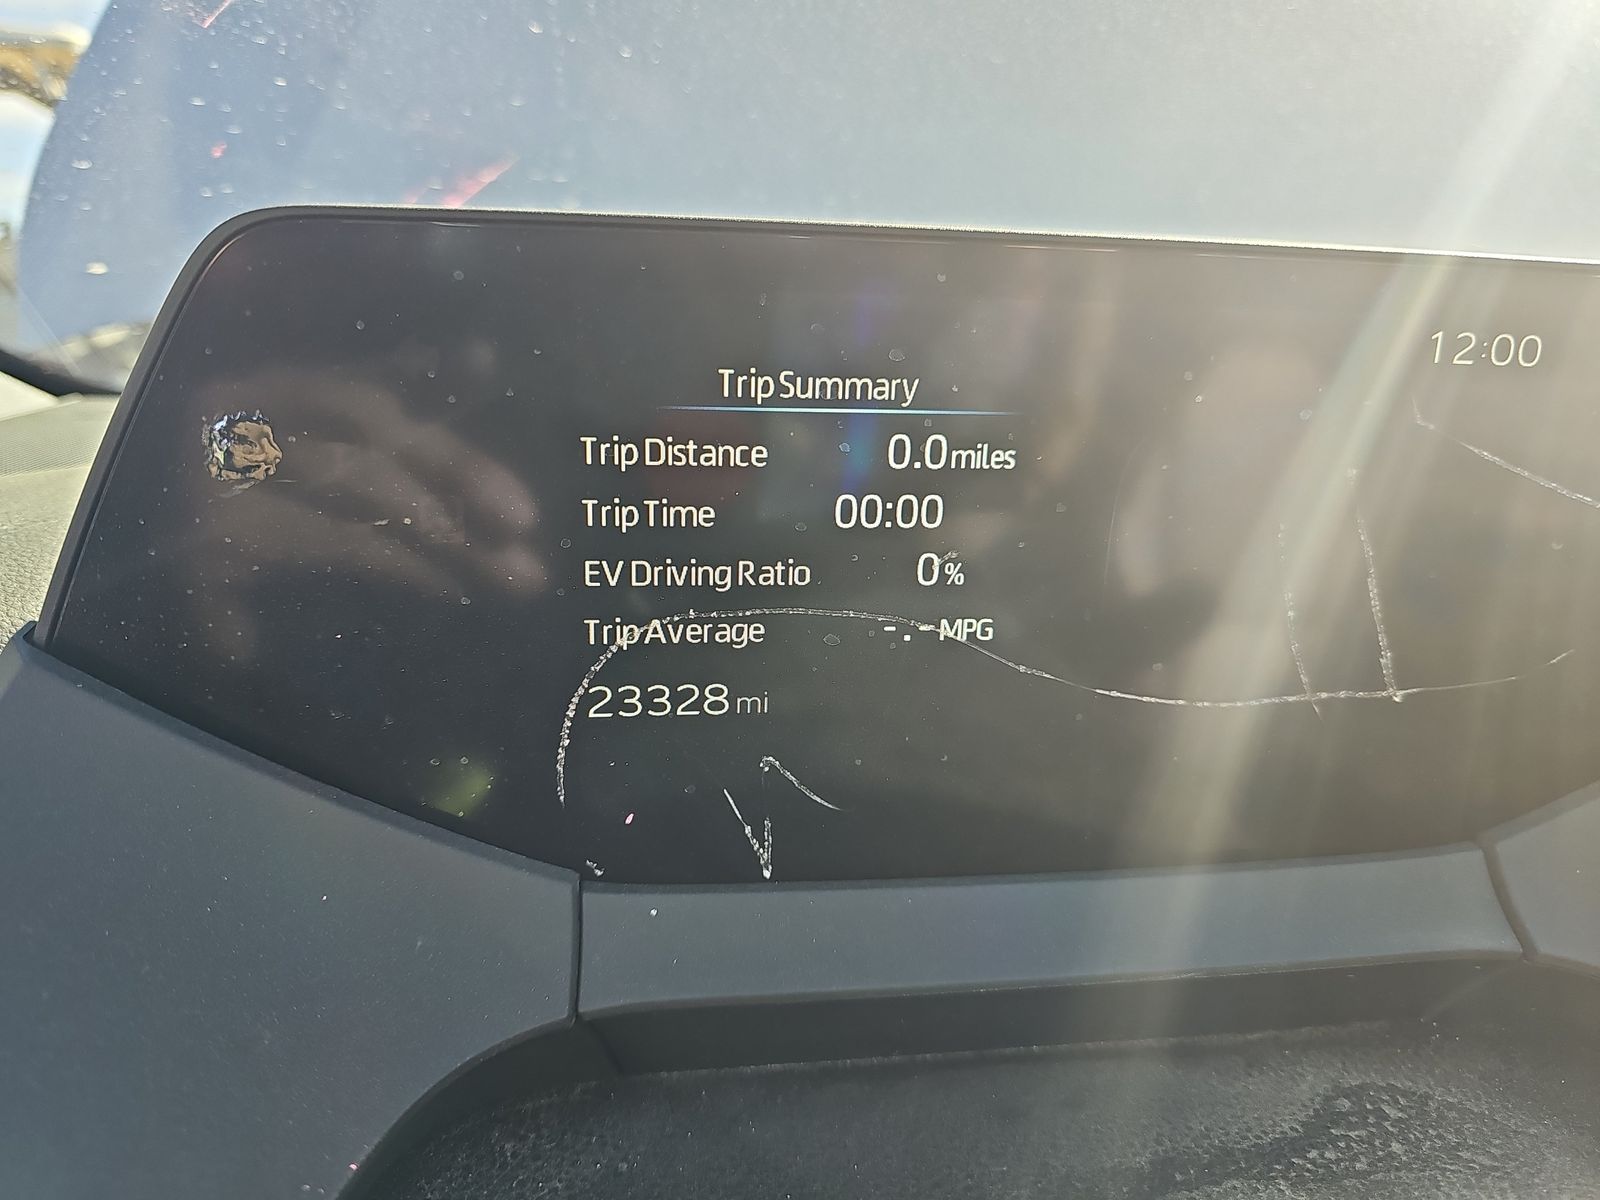 12:00
Trip Summary
Trip Distance 0.0 miles
Trip Time 00:00
EV Driving Ratio 0%
Trip Average -.- MPG
23328 mi